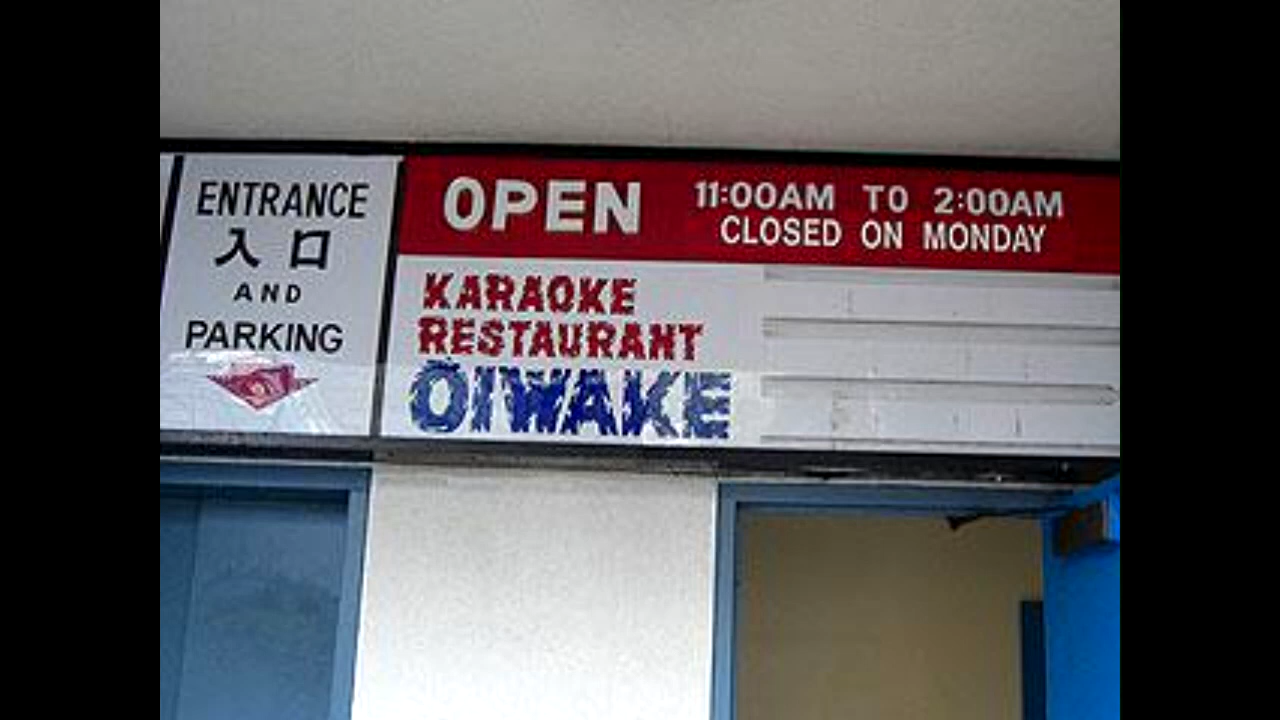 ENTRANCE
入口
AND
PARKING
OPEN
11:00AM TO 2:00AM
CLOSED ON MONDAY
KARAOKE
RESTAURANT
OIWAKE